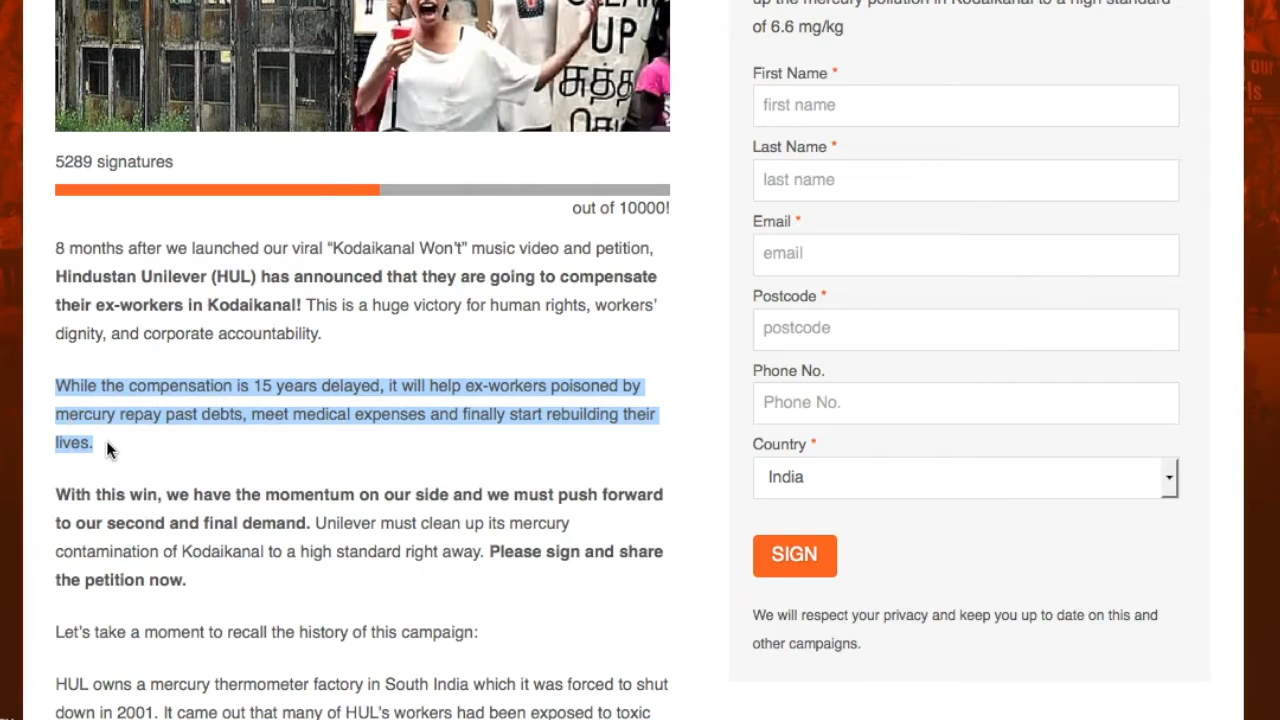 UP
சுத்த
up the mercury pollution in Kodaikanal to a high standard
of 6.6 mg/kg
First Name *
first name
Last Name *
last name
Email *
email
Postcode *
postcode
Phone No.
Phone No.
Country *
India
SIGN
We will respect your privacy and keep you up to date on this and
other campaigns.
5289 signatures
out of 10000!
8 months after we launched our viral “Kodaikanal Won’t” music video and petition,
Hindustan Unilever (HUL) has announced that they are going to compensate
their ex-workers in Kodaikanal! This is a huge victory for human rights, workers’
dignity, and corporate accountability.
While the compensation is 15 years delayed, it will help ex-workers poisoned by
mercury repay past debts, meet medical expenses and finally start rebuilding their
lives.
With this win, we have the momentum on our side and we must push forward
to our second and final demand. Unilever must clean up its mercury
contamination of Kodaikanal to a high standard right away. Please sign and share
the petition now.
Let’s take a moment to recall the history of this campaign:
HUL owns a mercury thermometer factory in South India which it was forced to shut
down in 2001. It came out that many of HUL’s workers had been exposed to toxic